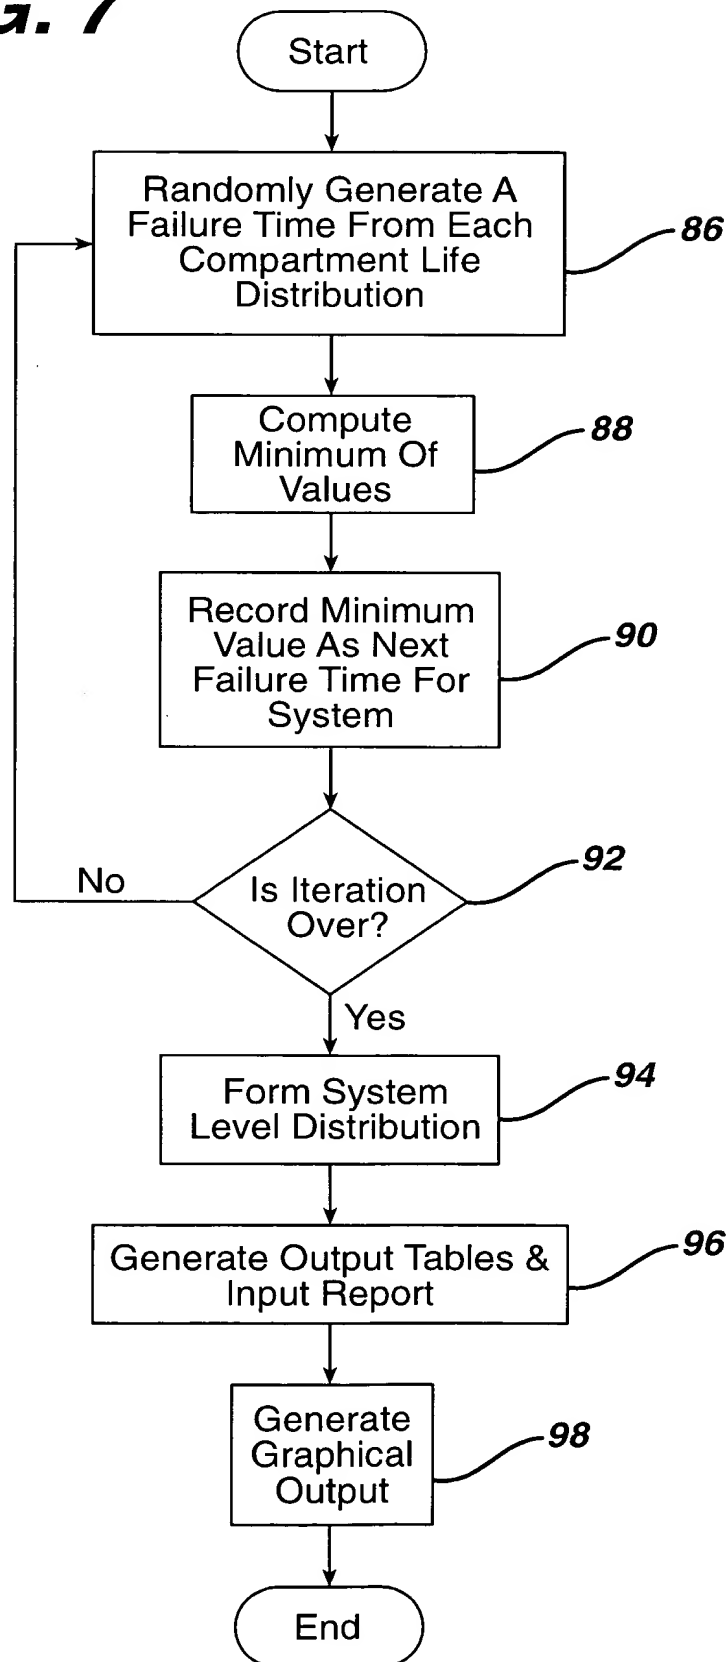 G. 7
Start
Randomly Generate A
Failure Time From Each
Compartment Life
Distribution
86
Compute
Minimum Of
Values
88
Record Minimum
Value As Next
Failure Time For
System
90
Is Iteration
Over?
92
No
Yes
Form System
Level Distribution
94
Generate Output Tables &
Input Report
96
Generate
Graphical
Output
98
End